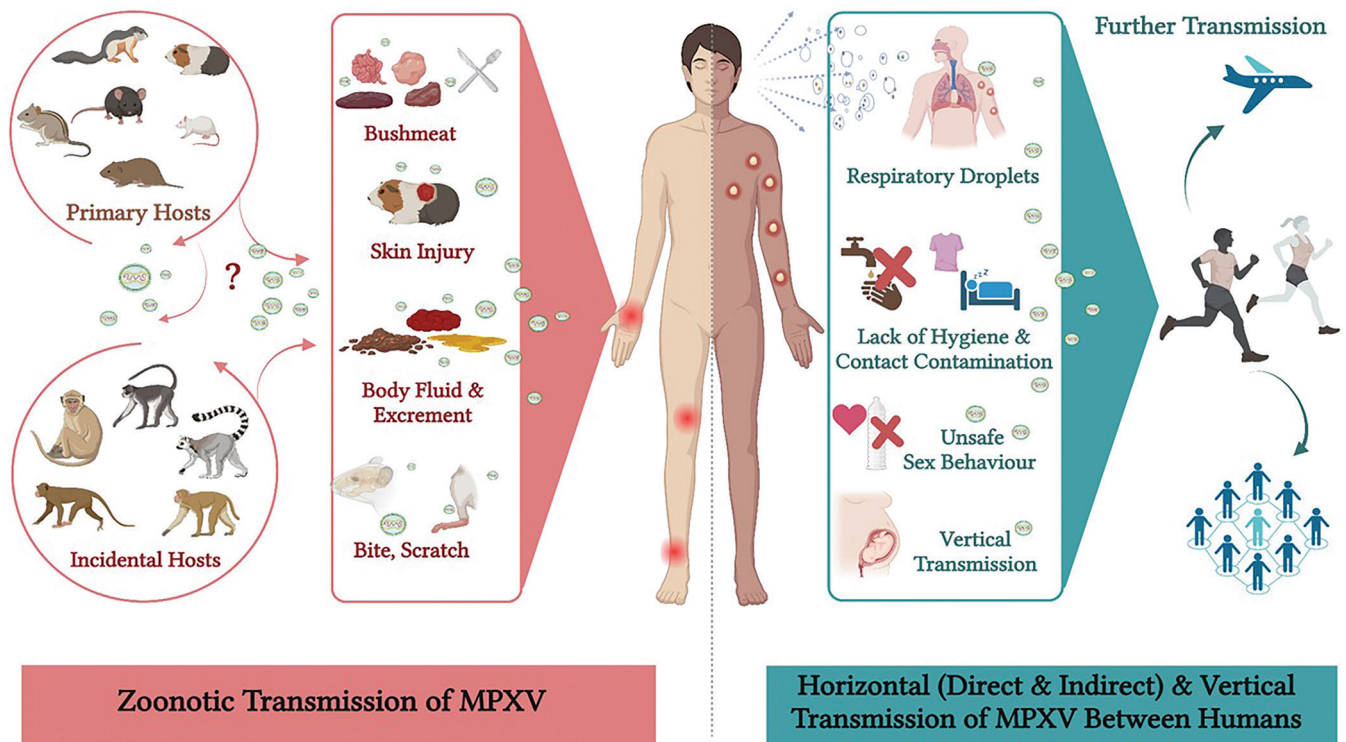 Primary Hosts
?
Incidental Hosts
Bushmeat
Skin Injury
Body Fluid &
Excrement
Bite, Scratch
Respiratory Droplets
Lack of Hygiene &
Contact Contamination
Unsafe
Sex Behaviour
Vertical
Transmission
Further Transmission
zzZ
Zoonotic Transmission of MPXV
Horizontal (Direct & Indirect) & Vertical
Transmission of MPXV Between Humans